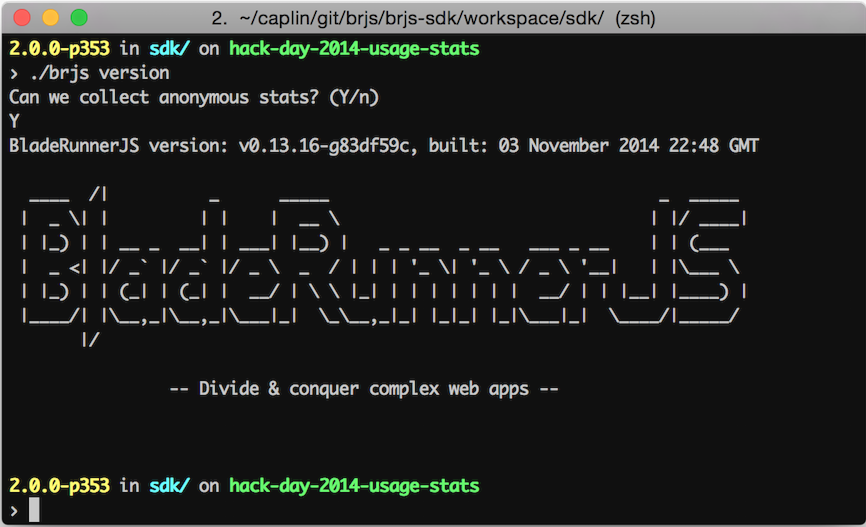 2. ~/caplin/git/brjs/brjs-sdk/workspace/sdk/ (zsh)
2.0.0-p353 in sdk/ on hack-day-2014-usage-stats
› ./brjs version
Can we collect anonymous stats? (Y/n)
Y
BladeRunnerJS version: v0.13.16-g83df59c, built: 03 November 2014 22:48 GMT
BladeRunnerJS
-- Divide & conquer complex web apps --
2.0.0-p353 in sdk/ on hack-day-2014-usage-stats
›